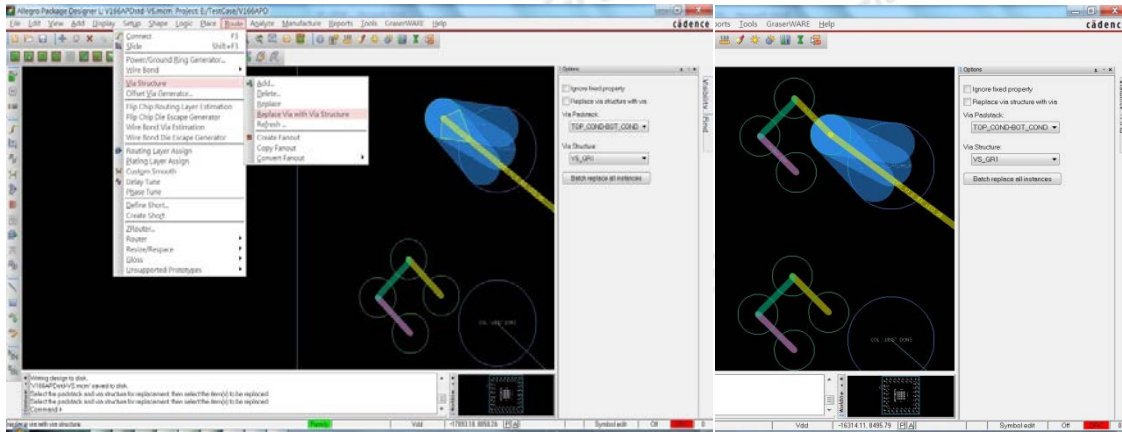 Allegro Package Designer L: V166APDstd-VS.mcm Project: E:/TestCase/V166APD
File Edit View Add Display Setup Shape Logic Place Route Analyze Manufacture Reports Tools GraserWARE Help
cādence
Connect F3
Slide Shift+F3
Power/Ground Ring Generator...
Wire Bond
Via Structure
Offset Via Generator...
Flip Chip Routing Layer Estimation
Flip Chip Die Escape Generator
Wire Bond Via Estimation
Wire Bond Die Escape Generator
Routing Layer Assign
Plating Layer Assign
Custom Smooth
Delay Tune
Phase Tune
Define Short...
Create Short
ZRouter...
Router
Resize/Respace
Gloss
Unsupported Prototypes
Add...
Delete...
Replace
Replace Via with Via Structure
Refresh ...
Create Fanout
Copy Fanout
Convert Fanout
Options
Ignore fixed property
Replace via structure with via
Via Padstack:
TOP_COND-BOT_COND
Via Structure:
VS_GR1
Batch replace all instances
Visibility
Find
Writing design to disk.
'V166APDstd-VS.mcm' saved to disk.
Select the padstack and via structure for replacement then select the item(s) to be replaced.
Select the padstack and via structure for replacement then select the item(s) to be replaced.
Command >
replace via with via structure
Vdd
Symbol edit
Off
orts Tools GraserWARE Help
cādence
Options
Ignore fixed property
Replace via structure with via
Via Padstack:
TOP_COND-BOT_COND
Via Structure:
VS_GR1
Batch replace all instances
Vdd
-16314.11, 8495.79
Symbol edit
Off